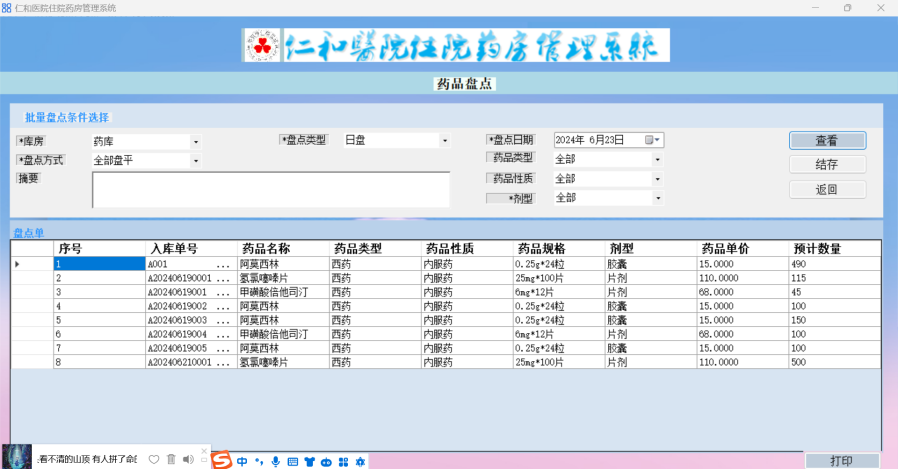 仁和医院住院药房管理系统
仁和醫院住院药房管理系统
药品盘点
批量盘点条件选择
*库房 药库 *盘点类型 日盘 *盘点日期 2024年 6月23日 查看
*盘点方式 全部盘平 药品类型 全部 结存
摘要 药品性质 全部 返回
*剂型 全部
盘点单
序号 入库单号 药品名称 药品类型 药品性质 药品规格 剂型 药品单价 预计数量
1 A001 ... 阿莫西林 西药 内服药 0.25g*24粒 胶囊 15.0000 490
2 A202406190001 ... 氢氯噻嗪片 西药 内服药 25mg*100片 片剂 110.0000 115
3 A20240619001 ... 甲磺酸倍他司汀 西药 内服药 6mg*12片 片剂 68.0000 45
4 A20240619002 ... 阿莫西林 西药 内服药 0.25g*24粒 胶囊 15.0000 100
5 A20240619003 ... 阿莫西林 西药 内服药 0.25g*24粒 胶囊 15.0000 150
6 A20240619004 ... 甲磺酸倍他司汀 西药 内服药 6mg*12片 片剂 68.0000 100
7 A20240619005 ... 阿莫西林 西药 内服药 0.25g*24粒 胶囊 15.0000 100
8 A202406210001 ... 氢氯噻嗪片 西药 内服药 25mg*100片 片剂 110.0000 500
看不清的山顶 有人拼了命 中 打印